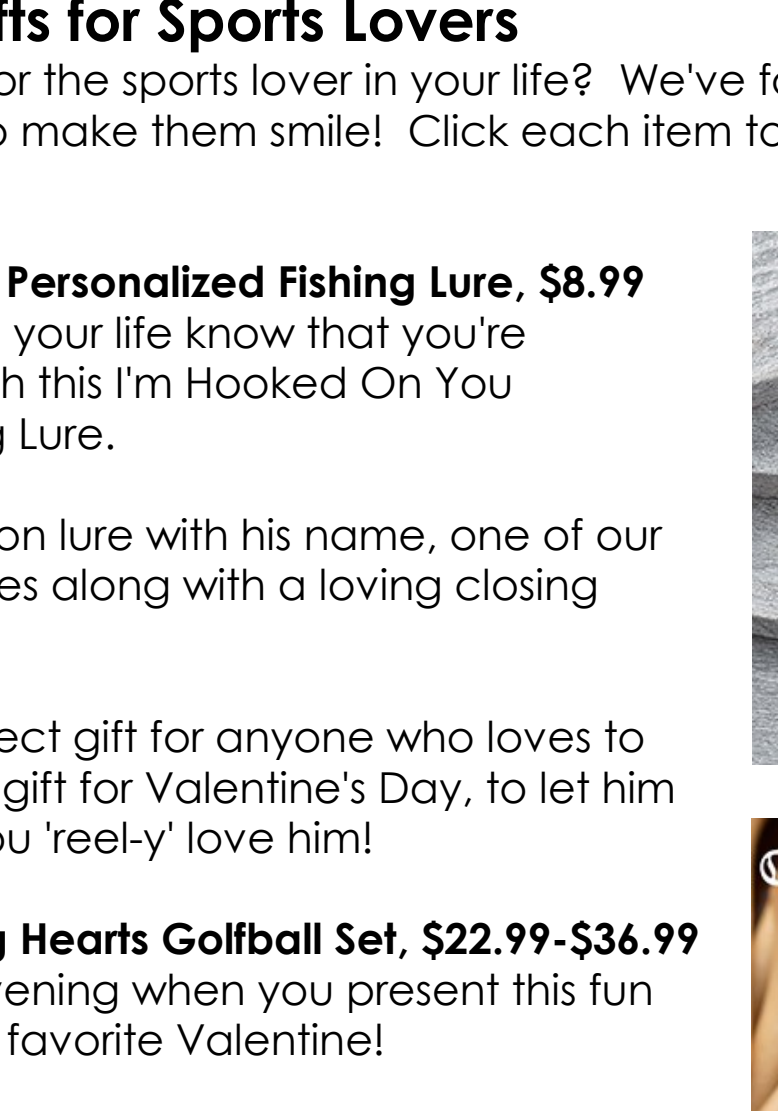 fts for Sports Lovers
or the sports lover in your life?  We've fo
o make them smile!  Click each item to
Personalized Fishing Lure, $8.99
your life know that you're
h this I'm Hooked On You
g Lure.
on lure with his name, one of our
es along with a loving closing
ect gift for anyone who loves to
gift for Valentine's Day, to let him
ou 'reel-y' love him!
g Hearts Golfball Set, $22.99-$36.99
vening when you present this fun
favorite Valentine!